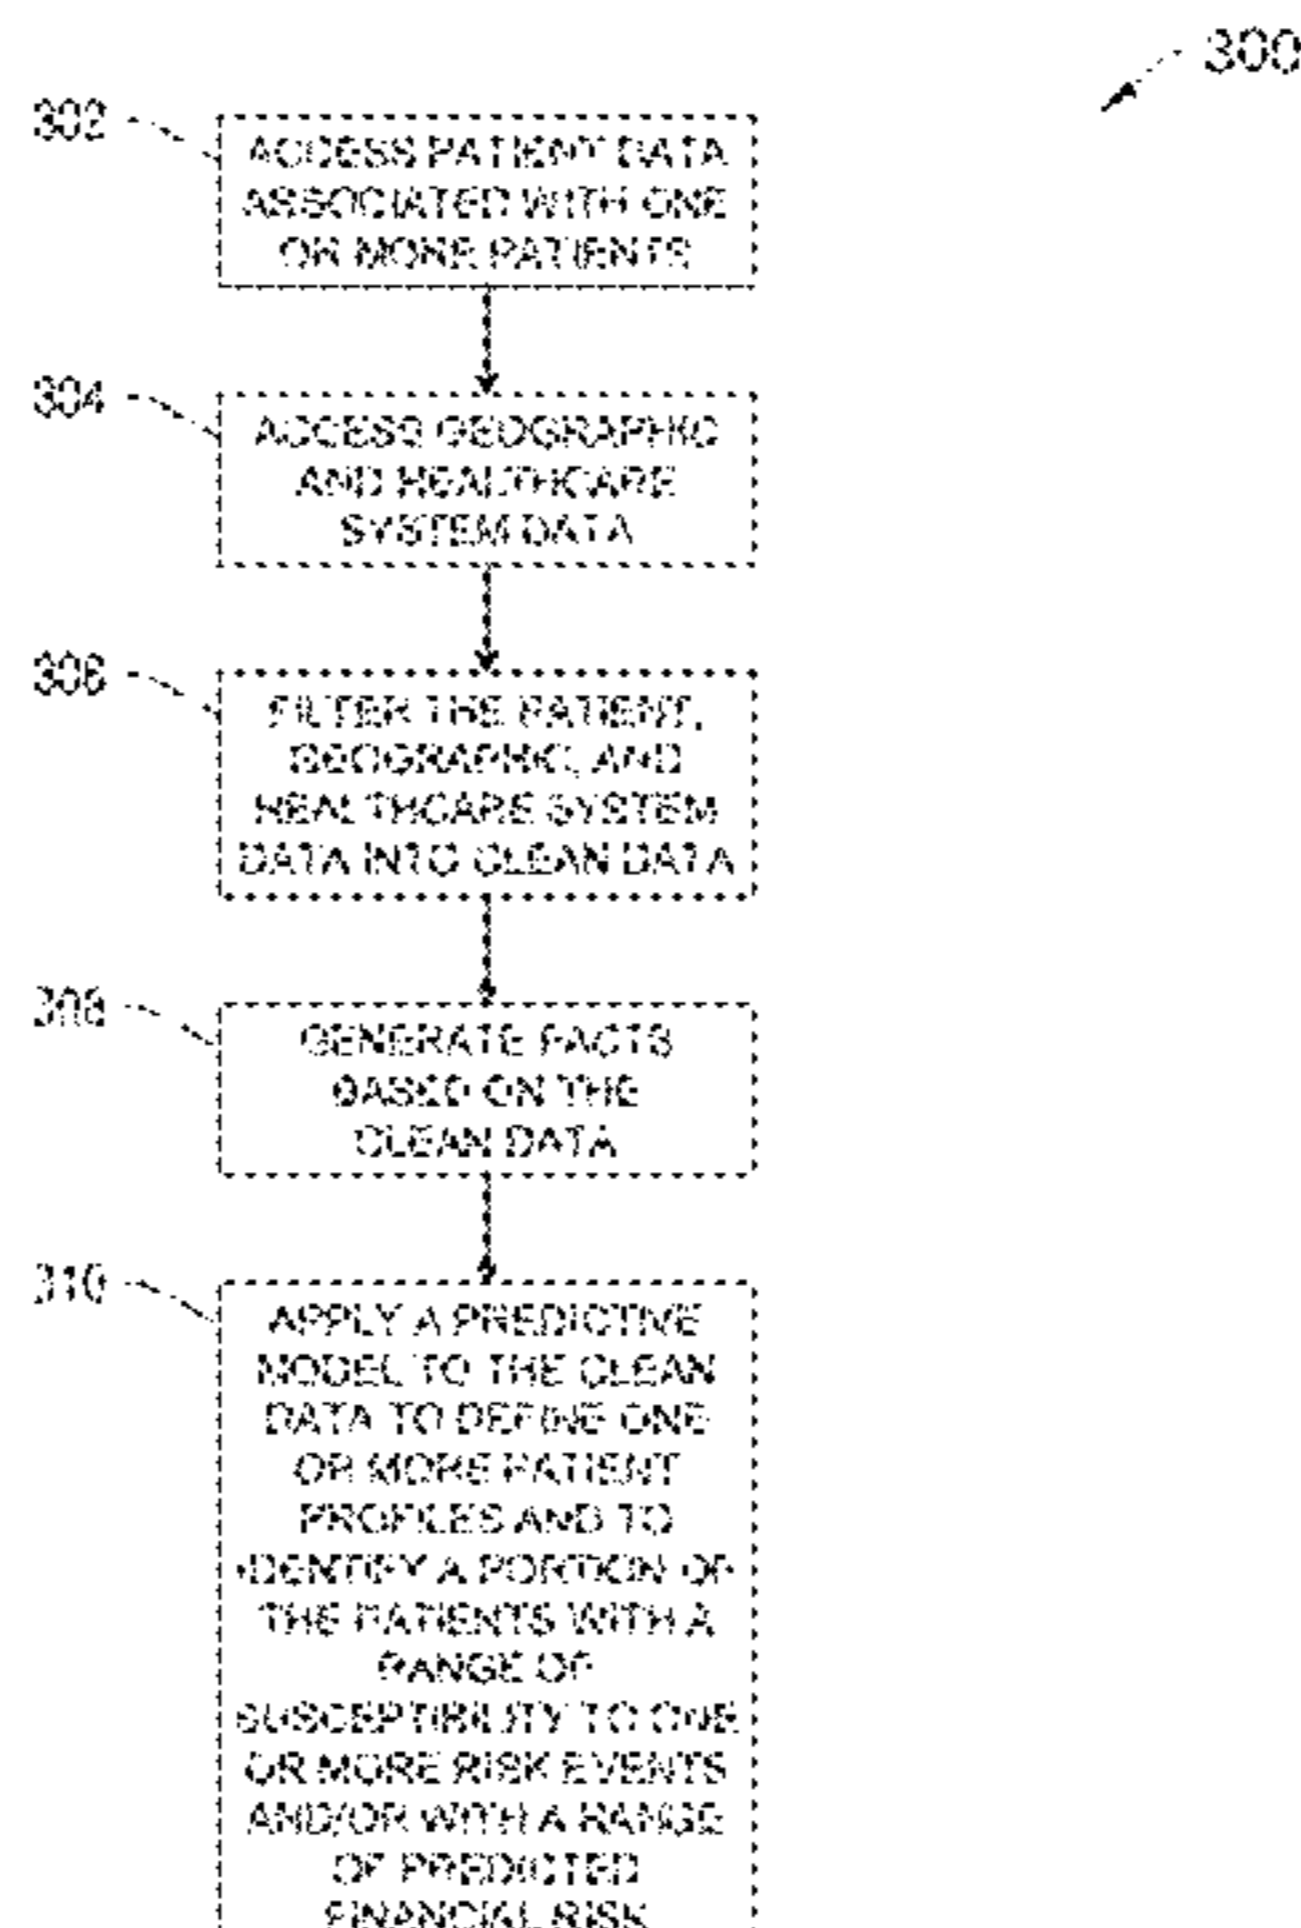 300
302
ACCESS PATIENT DATA
ASSOCIATED WITH ONE
OR MORE PATIENTS
304
ACCESS GEOGRAPHIC
AND HEALTHCARE
SYSTEM DATA
306
FILTER THE PATIENT,
GEOGRAPHIC, AND
HEALTHCARE SYSTEM
DATA INTO CLEAN DATA
308
GENERATE FACTS
BASED ON THE
CLEAN DATA
310
APPLY A PREDICTIVE
MODEL TO THE CLEAN
DATA TO DEFINE ONE
OR MORE PATIENT
PROFILES AND TO
IDENTIFY A PORTION OF
THE PATIENTS WITH A
RANGE OF
SUSCEPTIBILITY TO ONE
OR MORE RISK EVENTS
AND/OR WITH A RANGE
OF PREDICTED
FINANCIAL RISK